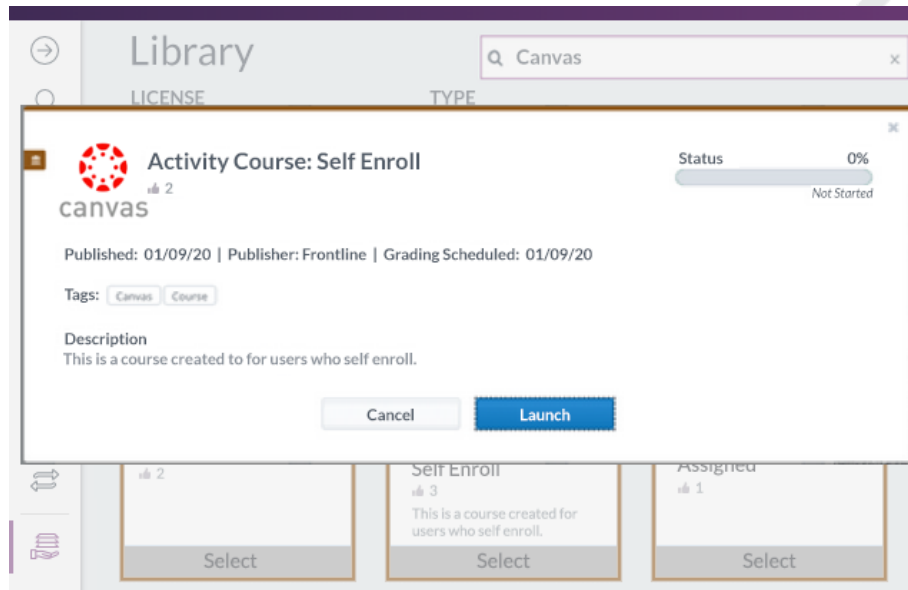 Library
Canvas
LICENSE TYPE
Activity Course: Self Enroll
2
canvas
Status 0%
Not Started
Published: 01/09/20 | Publisher: Frontline | Grading Scheduled: 01/09/20
Tags: Canvas Course
Description
This is a course created to for users who self enroll.
Cancel Launch
2
Self Enroll
3
This is a course created for
users who self enroll.
Assigned
1
Select Select Select